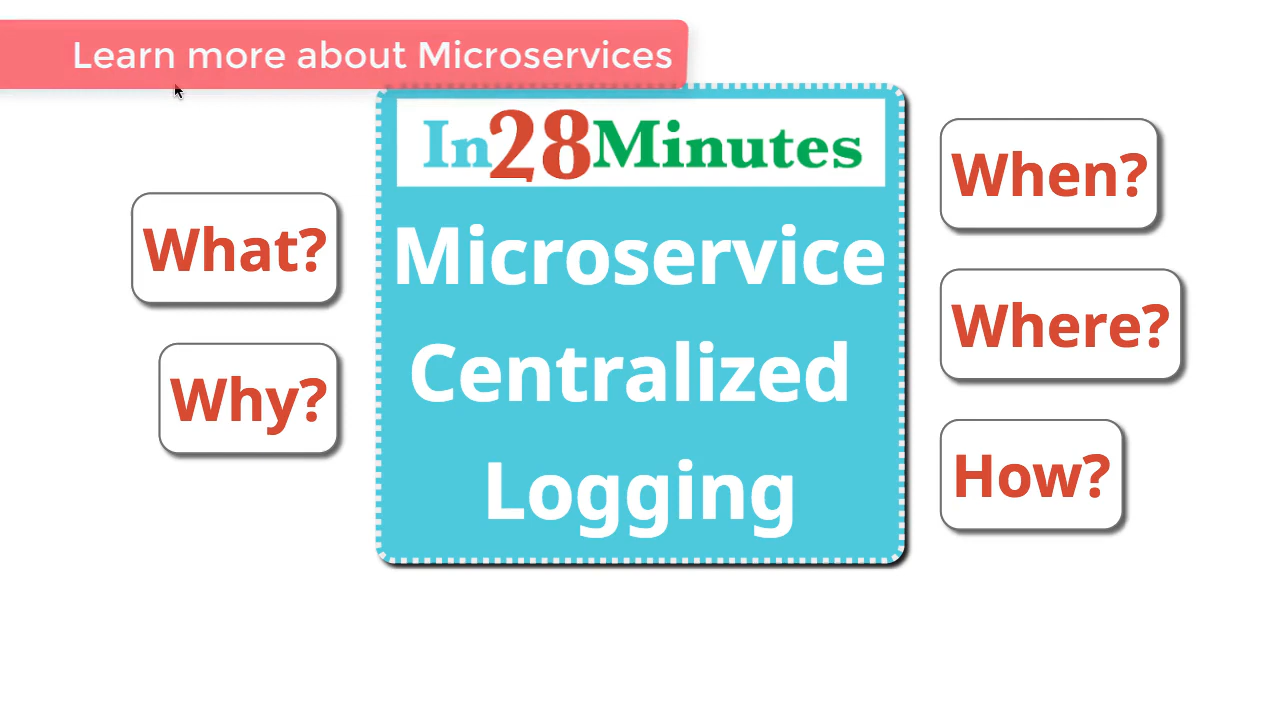 Learn more about Microservices
In28Minutes
Microservice
Centralized
Logging
What?
Why?
When?
Where?
How?